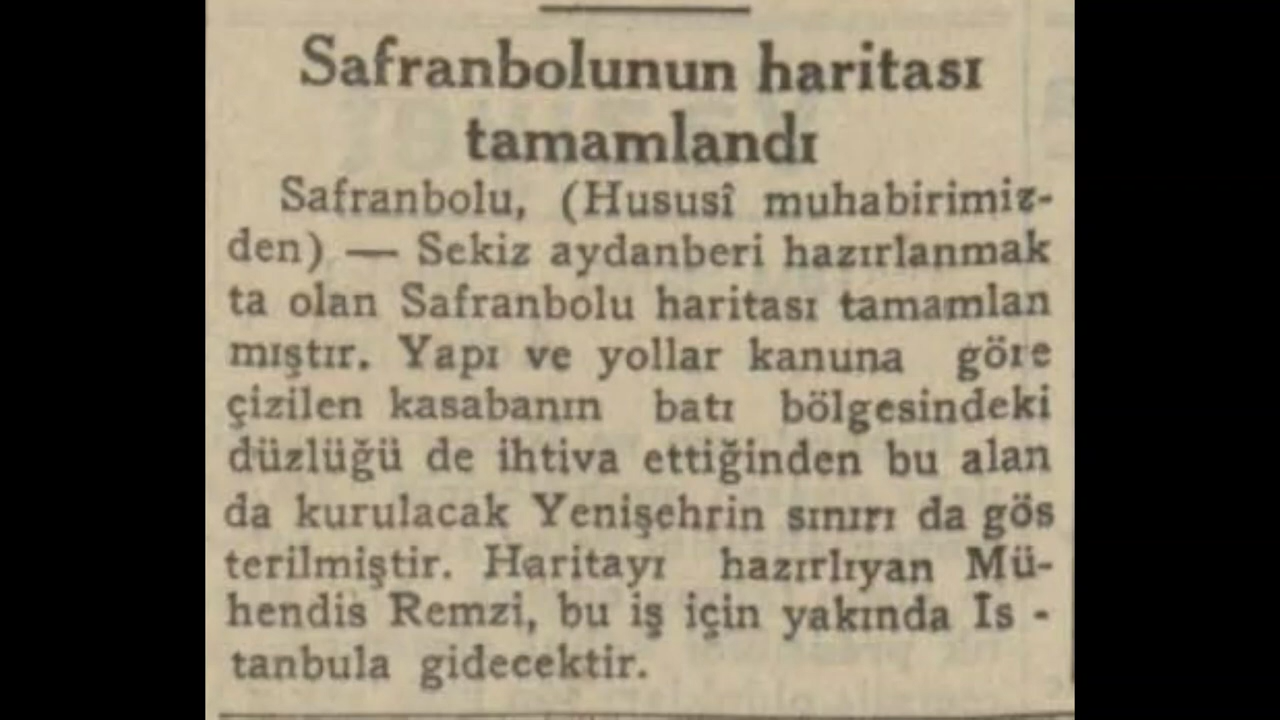 Safranbolunun haritası
tamamlandı
Safranbolu, (Hususî muhabirimiz-
den) — Sekiz aydanberi hazırlanmak
ta olan Safranbolu haritası tamamlan
mıştır. Yapı ve yollar kanuna göre
çizilen kasabanın batı bölgesindeki
düzlüğü de ihtiva ettiğinden bu alan
da kurulacak Yenişehrin sınırı da gös
terilmiştir. Haritayı hazırlıyan Mü-
hendis Remzi, bu iş için yakında Is -
tanbula gidecektir.